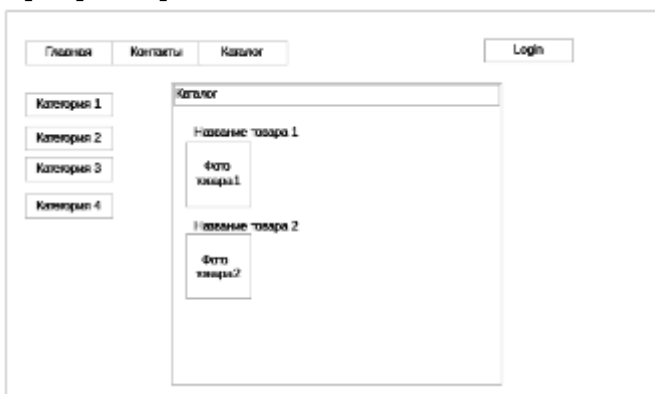 Главная Контакты Каталог Login
Категория 1
Категория 2
Категория 3
Категория 4
Каталог
Название товара 1
Фото
товара1
Название товара 2
Фото
товара2